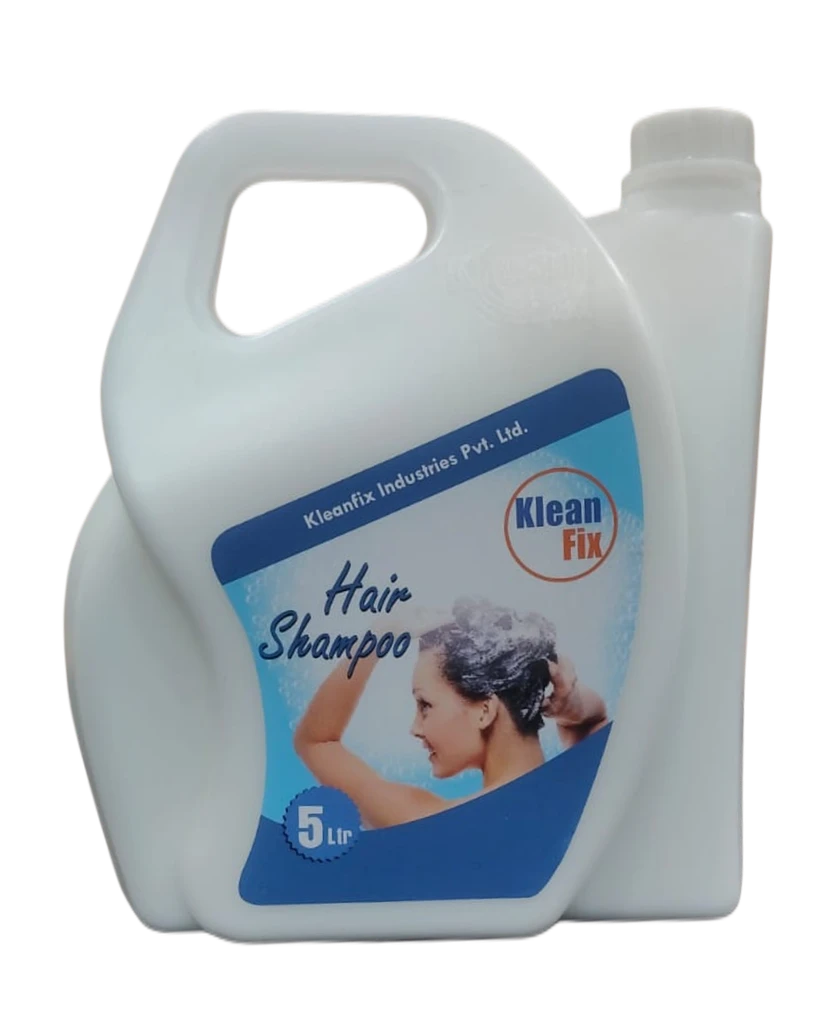 Kleanfix Industries Pvt. Ltd.
Klean
Fix
Hair
Shampoo
5 Ltr